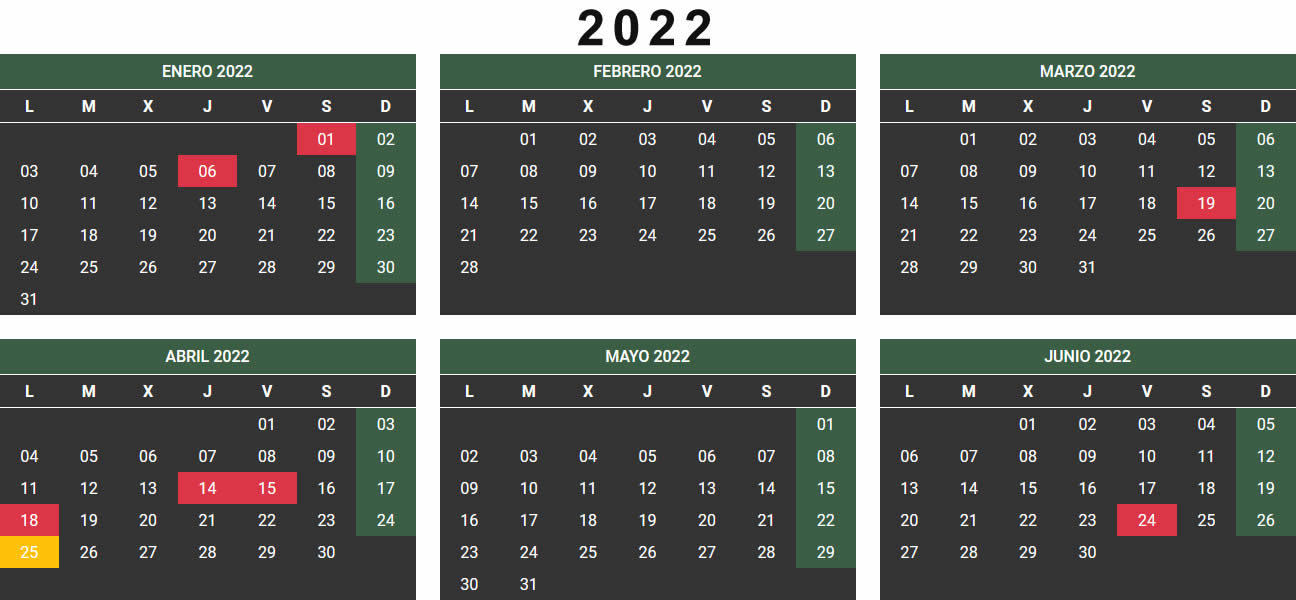 2022
ENERO 2022
L M X J V S D
01 02
03 04 05 06 07 08 09
10 11 12 13 14 15 16
17 18 19 20 21 22 23
24 25 26 27 28 29 30
31
FEBRERO 2022
L M X J V S D
01 02 03 04 05 06
07 08 09 10 11 12 13
14 15 16 17 18 19 20
21 22 23 24 25 26 27
28
MARZO 2022
L M X J V S D
01 02 03 04 05 06
07 08 09 10 11 12 13
14 15 16 17 18 19 20
21 22 23 24 25 26 27
28 29 30 31
ABRIL 2022
L M X J V S D
01 02 03
04 05 06 07 08 09 10
11 12 13 14 15 16 17
18 19 20 21 22 23 24
25 26 27 28 29 30
MAYO 2022
L M X J V S D
01
02 03 04 05 06 07 08
09 10 11 12 13 14 15
16 17 18 19 20 21 22
23 24 25 26 27 28 29
30 31
JUNIO 2022
L M X J V S D
01 02 03 04 05
06 07 08 09 10 11 12
13 14 15 16 17 18 19
20 21 22 23 24 25 26
27 28 29 30